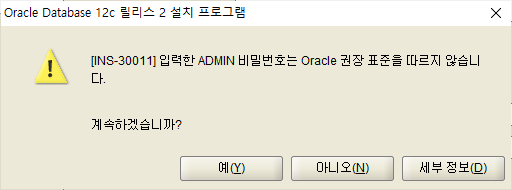 Oracle Database 12c 릴리스 2 설치 프로그램
[INS-30011] 입력한 ADMIN 비밀번호는 Oracle 권장 표준을 따르지 않습니
다.
계속하겠습니까?
예(Y) 아니오(N) 세부 정보(D)